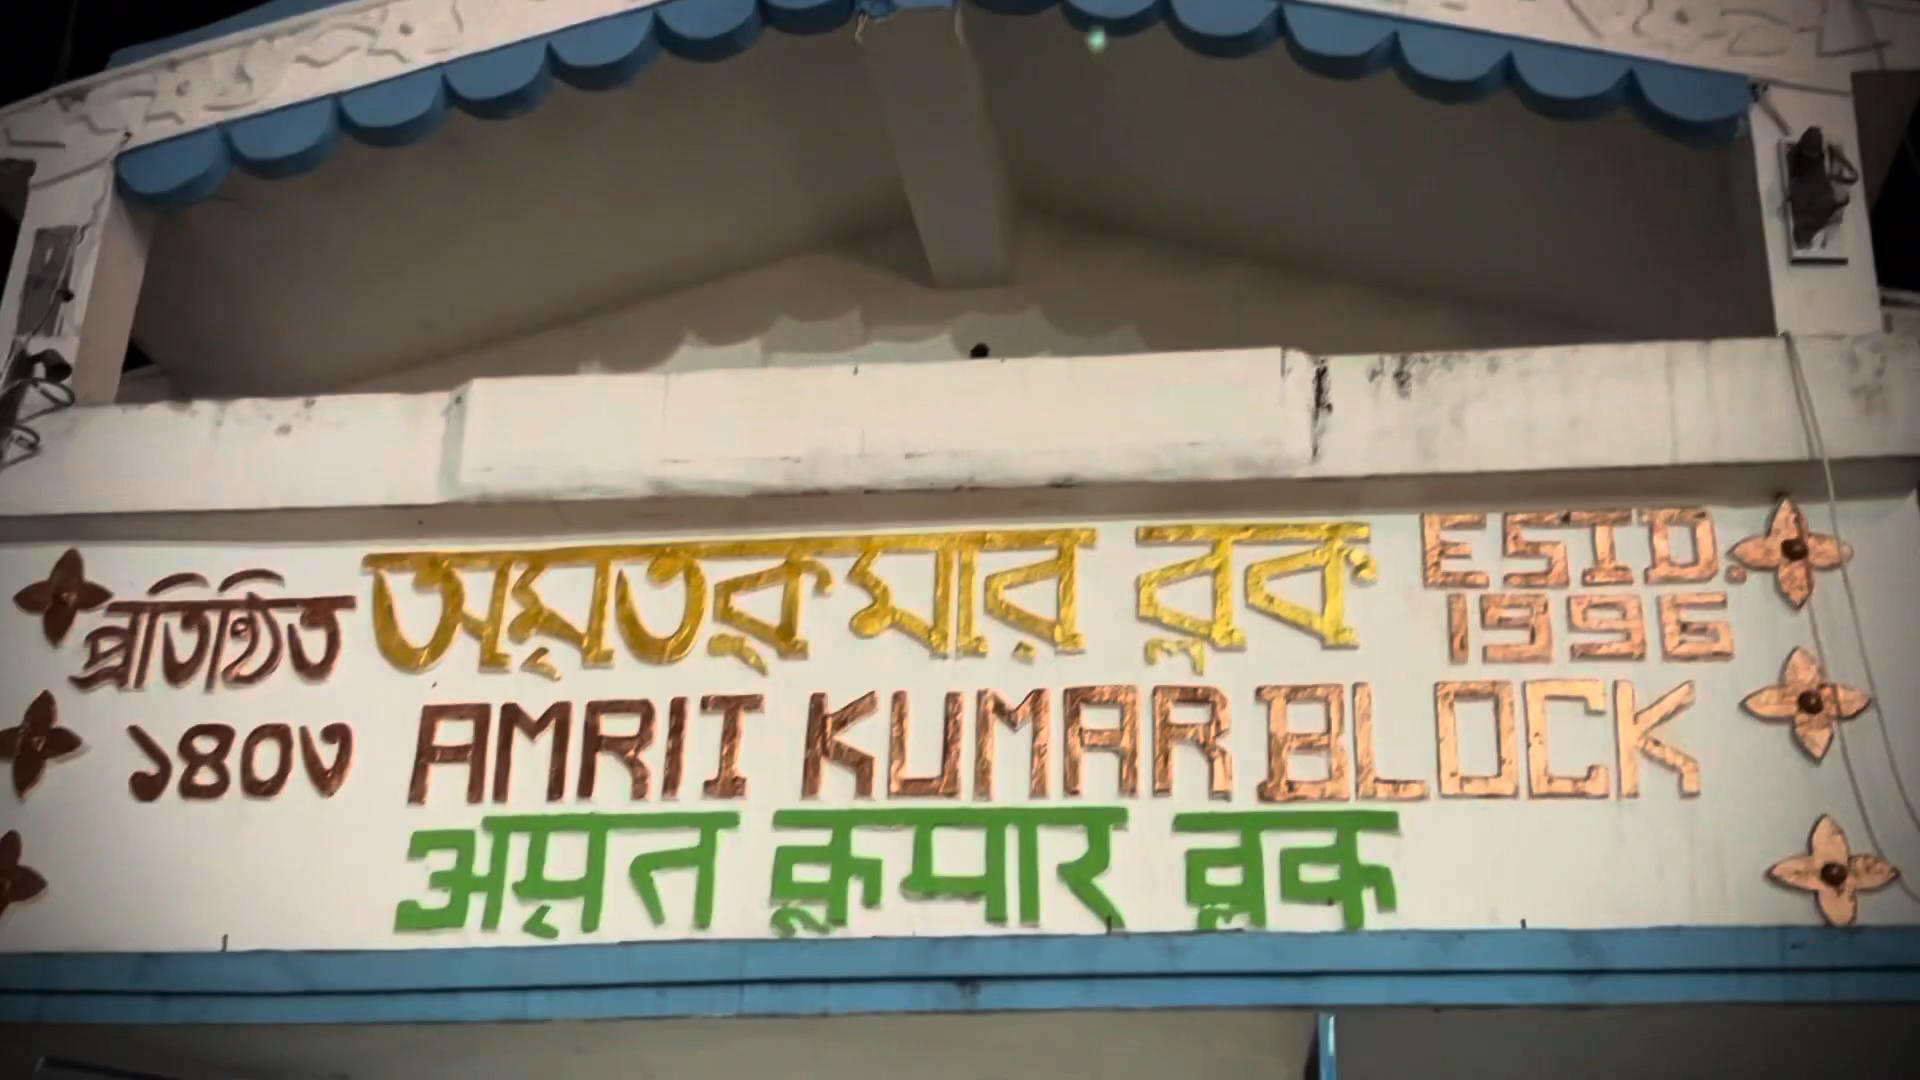 প্রতিষ্ঠিত
১৪০৩
অমৃতকুমার ব্লক
ESTD.
1996
AMRIT KUMAR BLOCK
अमृत कुमार ब्लक